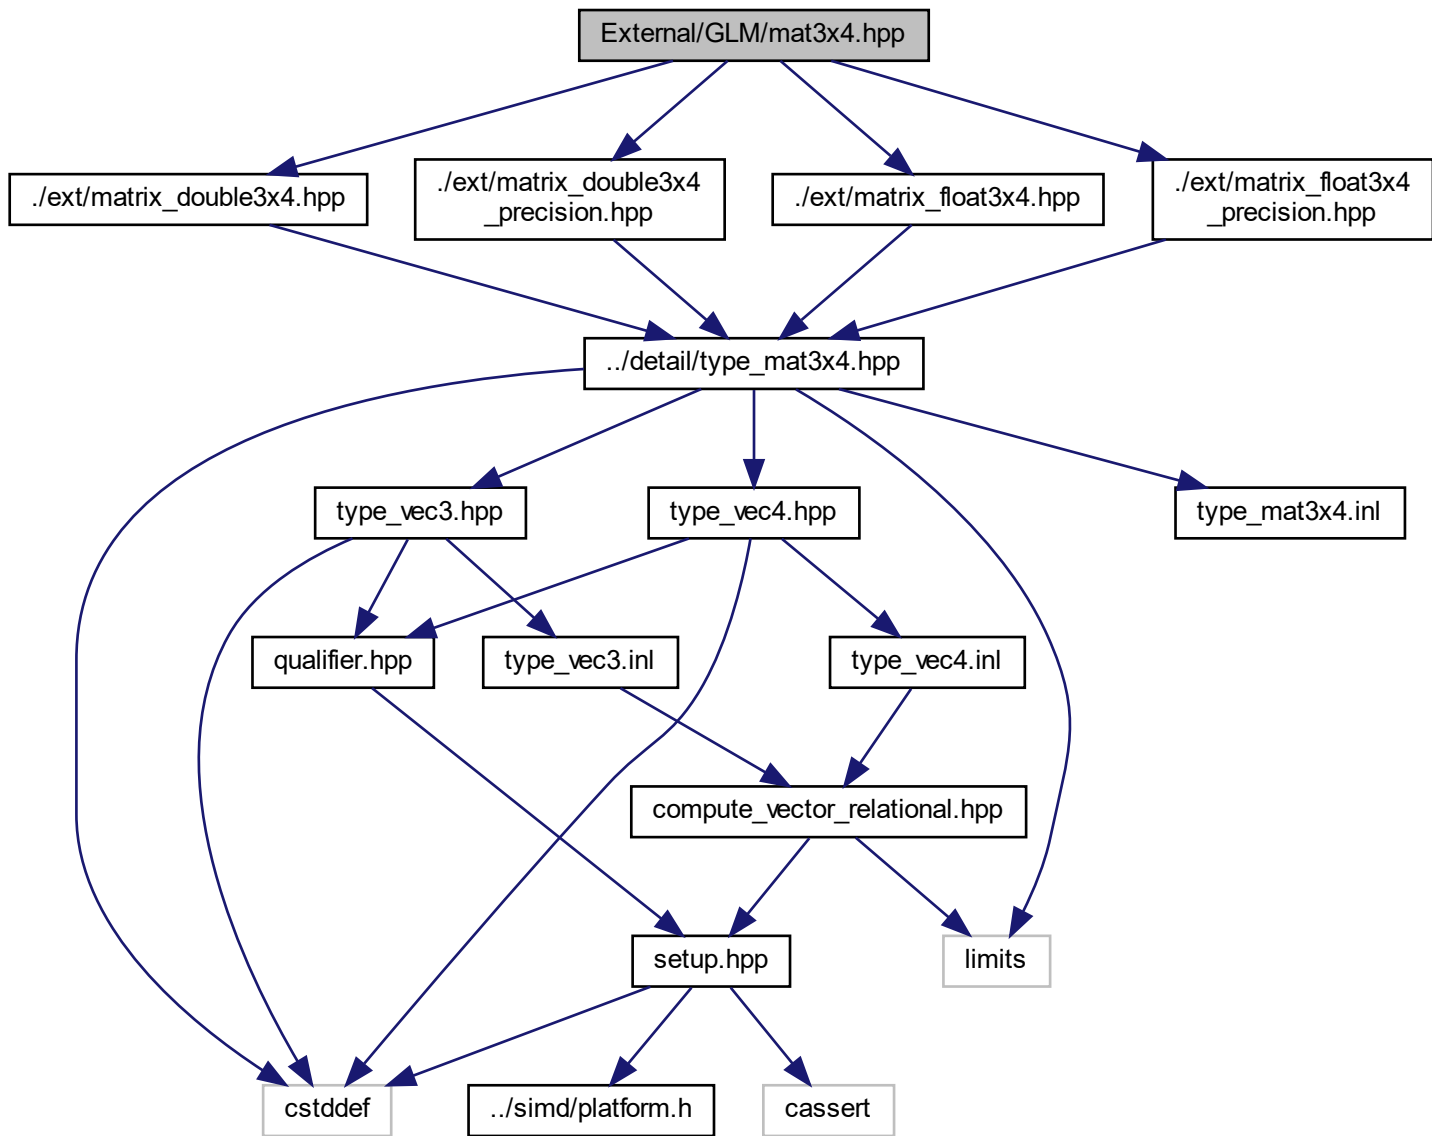 External/GLM/mat3x4.hpp
./ext/matrix_double3x4.hpp
./ext/matrix_double3x4
_precision.hpp
./ext/matrix_float3x4.hpp
./ext/matrix_float3x4
_precision.hpp
../detail/type_mat3x4.hpp
type_vec3.hpp
type_vec4.hpp
type_mat3x4.inl
qualifier.hpp
type_vec3.inl
type_vec4.inl
compute_vector_relational.hpp
setup.hpp
limits
cstddef
../simd/platform.h
cassert